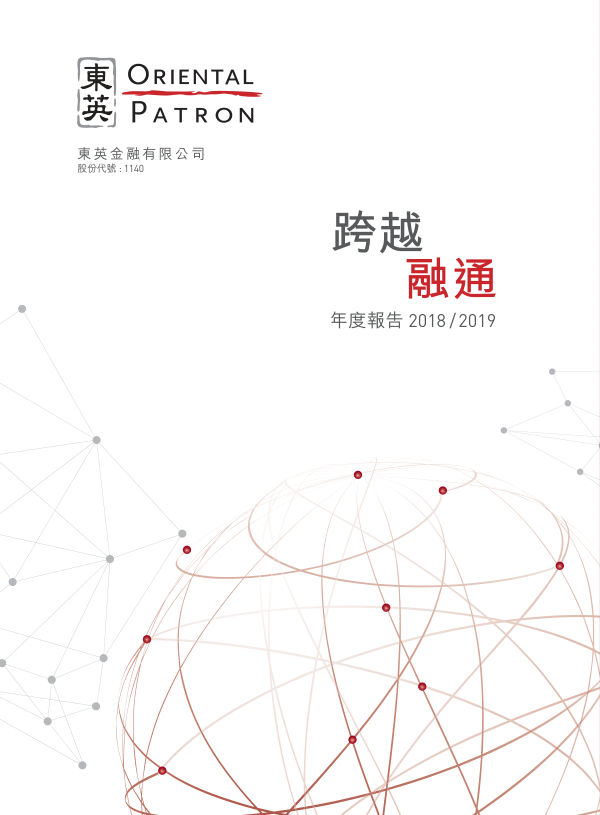 東英
ORIENTAL
PATRON
東英金融有限公司
股份代號 : 1140
跨越
融通
年度報告 2018 / 2019